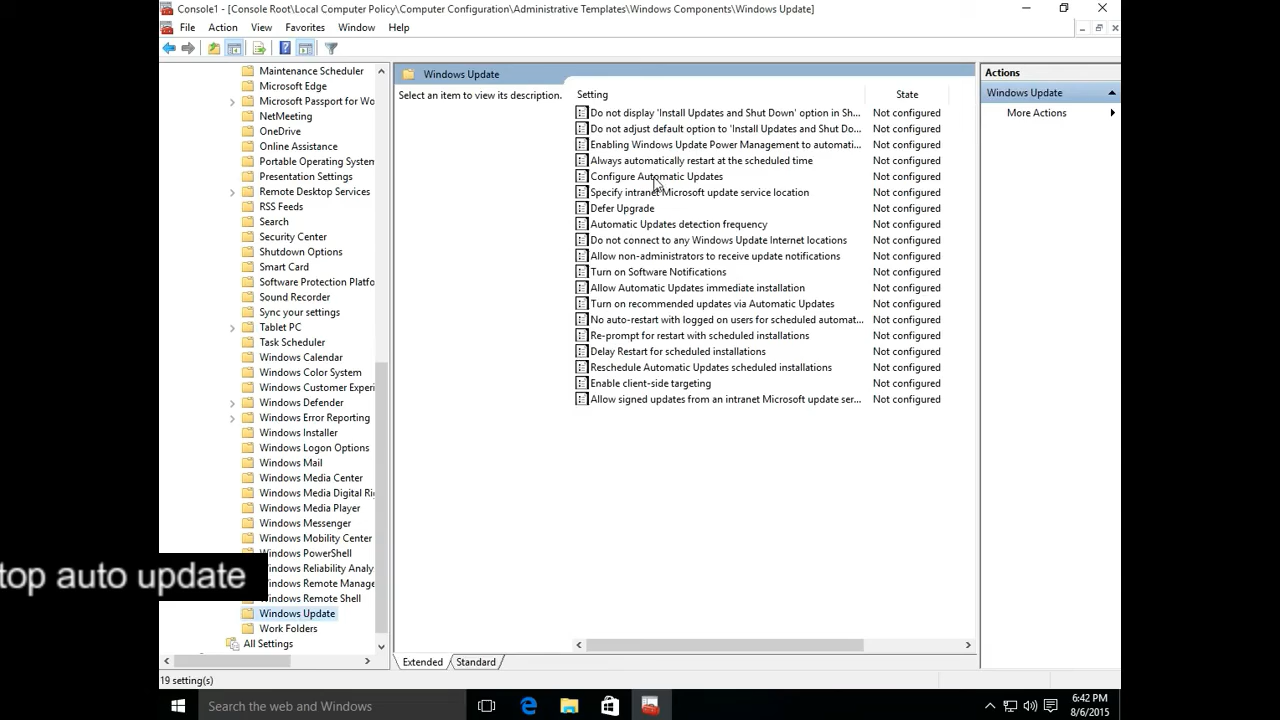 Console1 - [Console Root\Local Computer Policy\Computer Configuration\Administrative Templates\Windows Components\Windows Update]
File Action View Favorites Window Help
Maintenance Scheduler
Microsoft Edge
Microsoft Passport for Wo
NetMeeting
OneDrive
Online Assistance
Portable Operating System
Presentation Settings
Remote Desktop Services
RSS Feeds
Search
Security Center
Shutdown Options
Smart Card
Software Protection Platfo
Sound Recorder
Sync your settings
Tablet PC
Task Scheduler
Windows Calendar
Windows Color System
Windows Customer Experi
Windows Defender
Windows Error Reporting
Windows Installer
Windows Logon Options
Windows Mail
Windows Media Center
Windows Media Digital Ri
Windows Media Player
Windows Messenger
Windows Mobility Center
Windows PowerShell
Windows Reliability Analy
Windows Remote Manage
Windows Remote Shell
Windows Update
Work Folders
All Settings
top auto update
Windows Update
Select an item to view its description.
Setting State
Do not display 'Install Updates and Shut Down' option in Sh... Not configured
Do not adjust default option to 'Install Updates and Shut Do... Not configured
Enabling Windows Update Power Management to automati... Not configured
Always automatically restart at the scheduled time Not configured
Configure Automatic Updates Not configured
Specify intranet Microsoft update service location Not configured
Defer Upgrade Not configured
Automatic Updates detection frequency Not configured
Do not connect to any Windows Update Internet locations Not configured
Allow non-administrators to receive update notifications Not configured
Turn on Software Notifications Not configured
Allow Automatic Updates immediate installation Not configured
Turn on recommended updates via Automatic Updates Not configured
No auto-restart with logged on users for scheduled automat... Not configured
Re-prompt for restart with scheduled installations Not configured
Delay Restart for scheduled installations Not configured
Reschedule Automatic Updates scheduled installations Not configured
Enable client-side targeting Not configured
Allow signed updates from an intranet Microsoft update ser... Not configured
Extended Standard
Actions
Windows Update
More Actions
19 setting(s)
Search the web and Windows
6:42 PM
8/6/2015